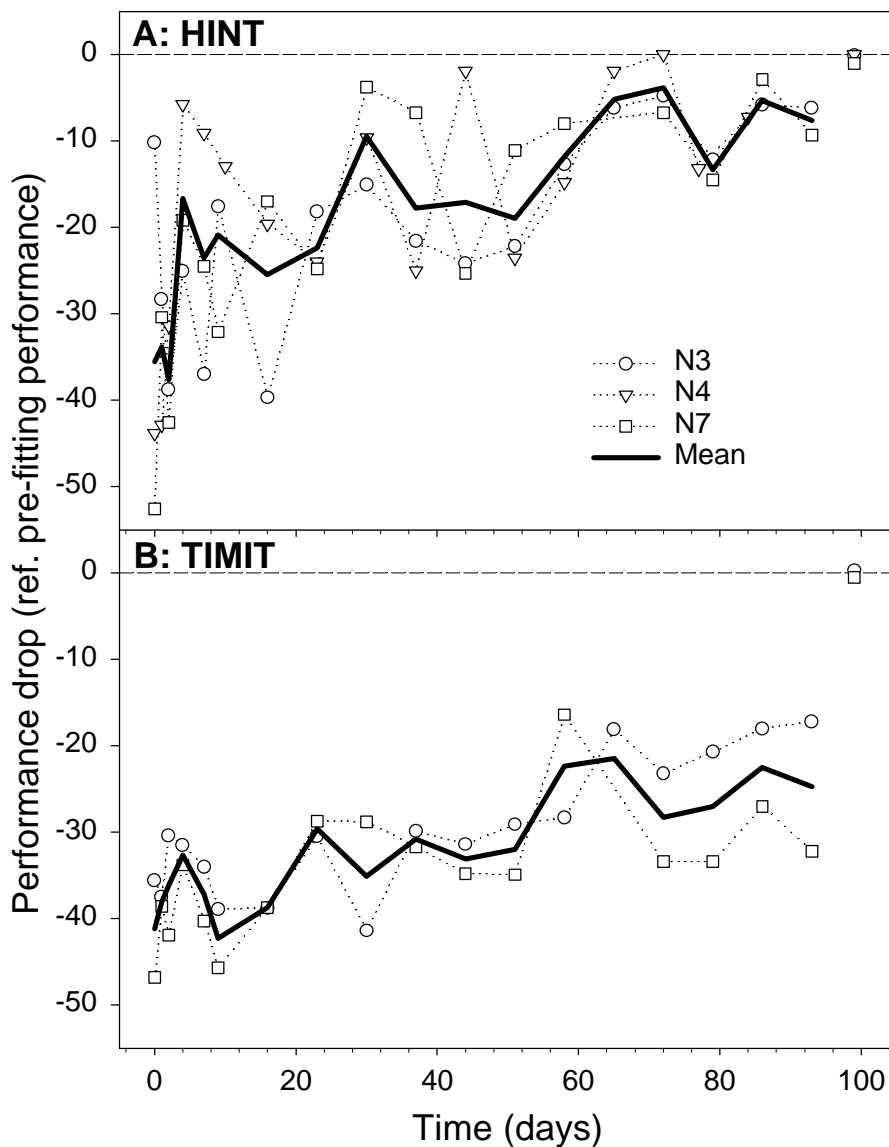 A: HINT
0
-10
-20
-30
-40
-50
N3
N4
N7
Mean
B: TIMIT
0
-10
-20
-30
-40
-50
0
20
40
60
80
100
Time (days)
Performance drop (ref. pre-fitting performance)